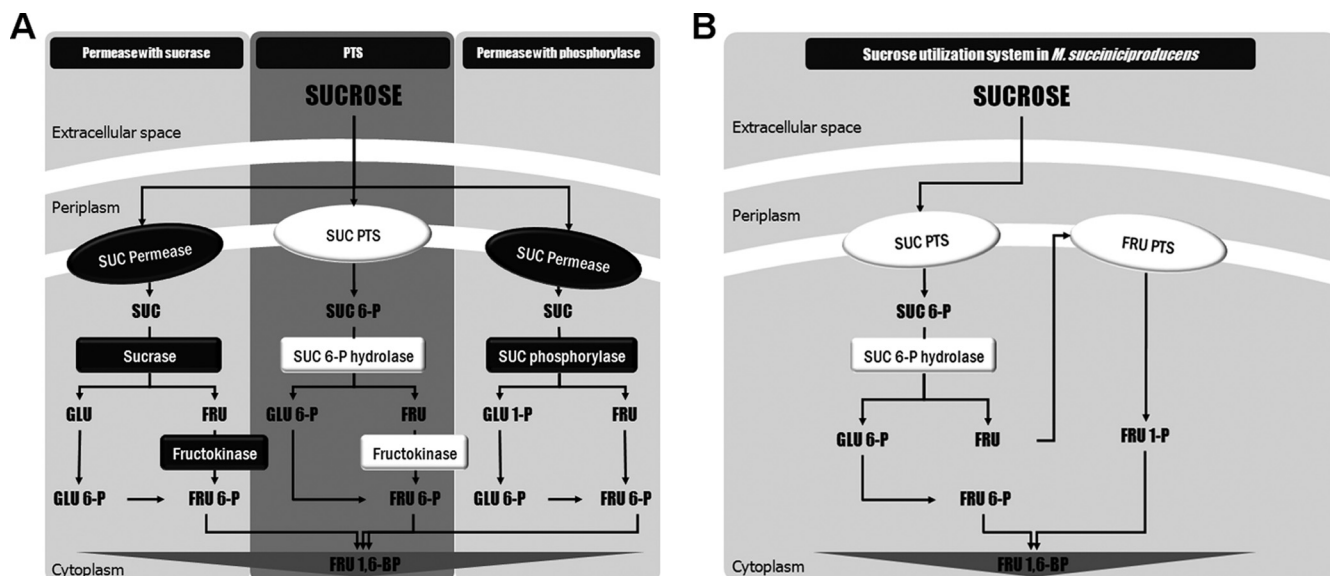 A
Permease with sucrase
PTS
Permease with phosphorylase
SUCROSE
Extracellular space
Periplasm
SUC Permease
SUC PTS
SUC Permease
SUC
SUC 6-P
SUC
Sucrase
SUC 6-P hydrolase
SUC phosphorylase
GLU
FRU
GLU 6-P
FRU
GLU 1-P
FRU
Fructokinase
Fructokinase
GLU 6-P
FRU 6-P
FRU 6-P
GLU 6-P
FRU 6-P
FRU 1,6-BP
Cytoplasm
B
Sucrose utilization system in M. succiniciproducens
SUCROSE
Extracellular space
Periplasm
SUC PTS
FRU PTS
SUC 6-P
SUC 6-P hydrolase
GLU 6-P
FRU
FRU 1-P
FRU 6-P
FRU 1,6-BP
Cytoplasm